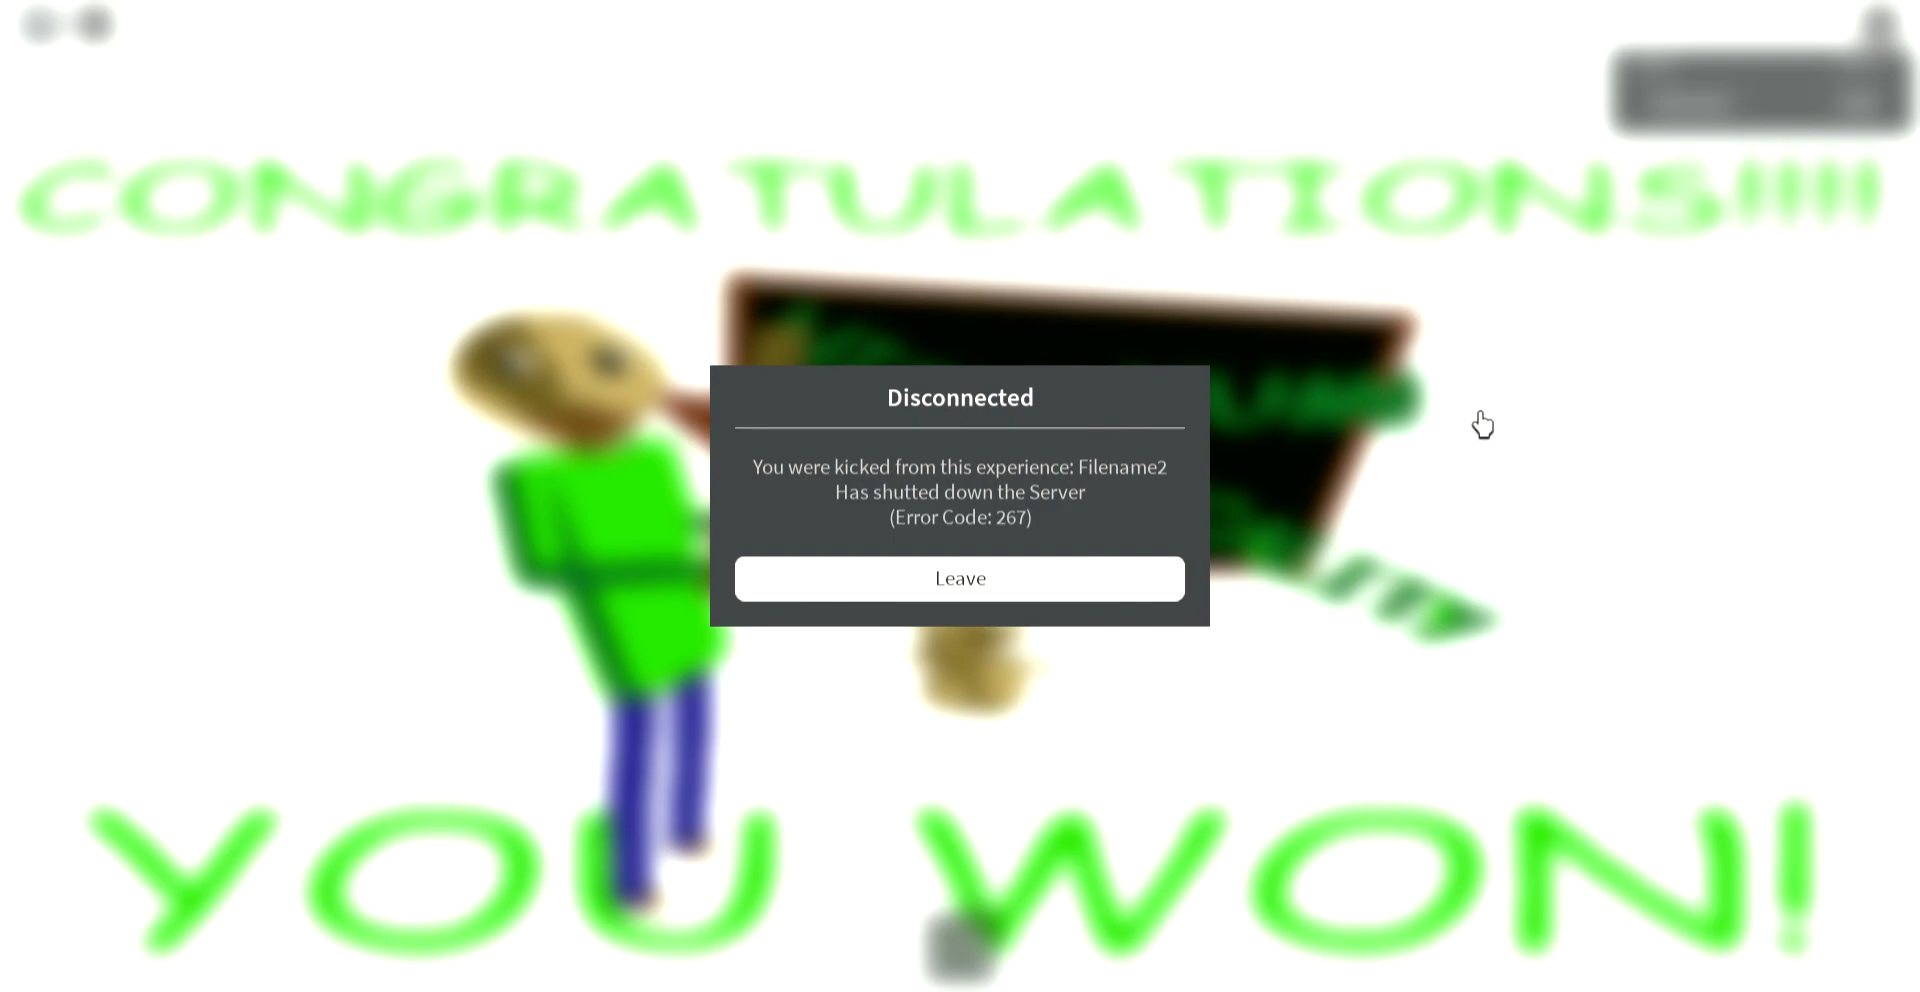 CONGRATULATIONS!!!!!
Disconnected
You were kicked from this experience: Filename2
Has shutted down the Server
(Error Code: 267)
Leave
YOU WON!